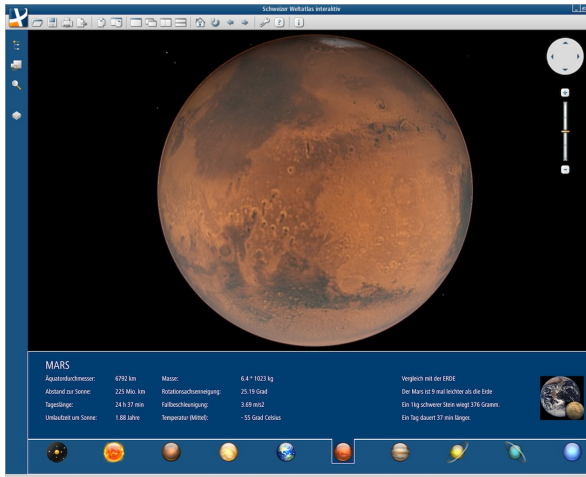 Schweizer Weltatlas interaktiv
MARS
Äquatordurchmesser: 6792 km Masse: 6.4 * 1023 kg Vergleich mit der ERDE
Abstand zur Sonne: 225 Mio. km Rotationsachsenneigung: 25.19 Grad Der Mars ist 9 mal leichter als die Erde
Tageslänge: 24 h 37 min Fallbeschleunigung: 3.69 m/s2 Ein 1kg schwerer Stein wiegt 376 Gramm.
Umlaufzeit um Sonne: 1.88 Jahre Temperatur (Mittel): - 55 Grad Celsius Ein Tag dauert 37 min länger.